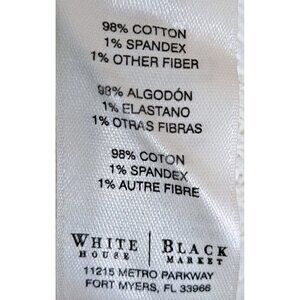 98% COTTON
1% SPANDEX
1% OTHER FIBER
98% ALGODÓN
1% ELASTANO
1% OTRAS FIBRAS
98% COTON
1% SPANDEX
1% AUTRE FIBRE
WHITE | BLACK
HOUSE | MARKET
11215 METRO PARKWAY
FORT MYERS, FL 33966